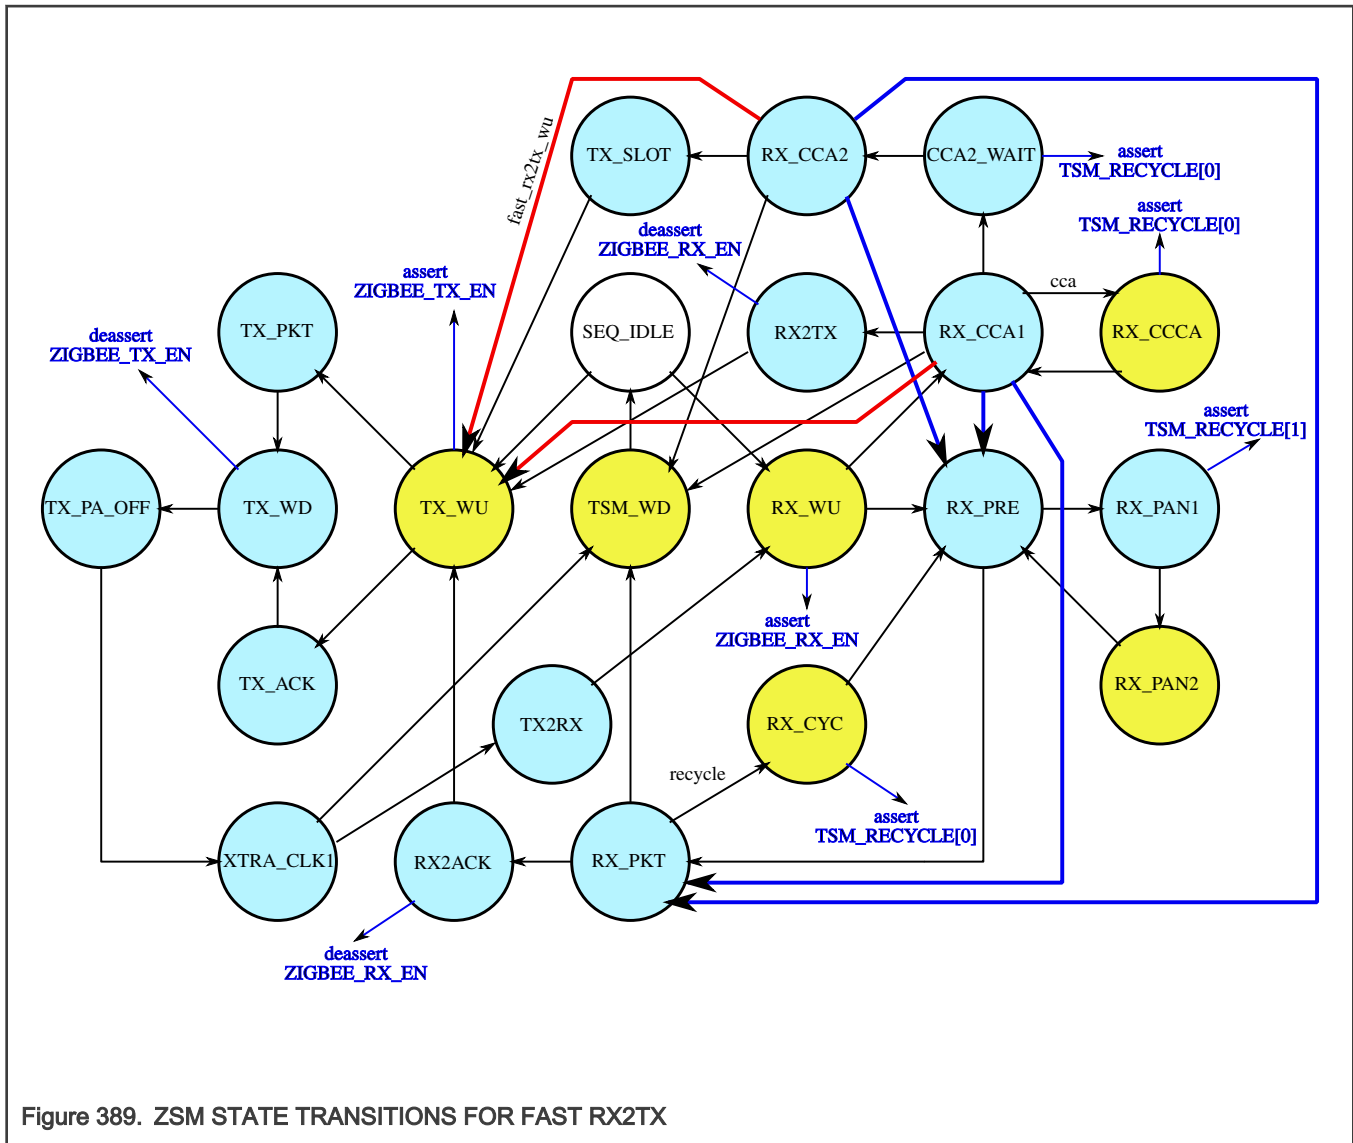 fast_rx2tx_wu
TX_SLOT
RX_CCA2
CCA2_WAIT
assert
TSM_RECYCLE[0]
assert
TSM_RECYCLE[0]
deassert
ZIGBEE_RX_EN
assert
ZIGBEE_TX_EN
cca
deassert
ZIGBEE_TX_EN
TX_PKT
SEQ_IDLE
RX2TX
RX_CCA1
RX_CCCA
assert
TSM_RECYCLE[1]
TX_PA_OFF
TX_WD
TX_WU
TSM_WD
RX_WU
RX_PRE
RX_PAN1
assert
ZIGBEE_RX_EN
TX_ACK
RX_PAN2
TX2RX
RX_CYC
recycle
assert
TSM_RECYCLE[0]
XTRA_CLK1
RX2ACK
RX_PKT
deassert
ZIGBEE_RX_EN
Figure 389. ZSM STATE TRANSITIONS FOR FAST RX2TX